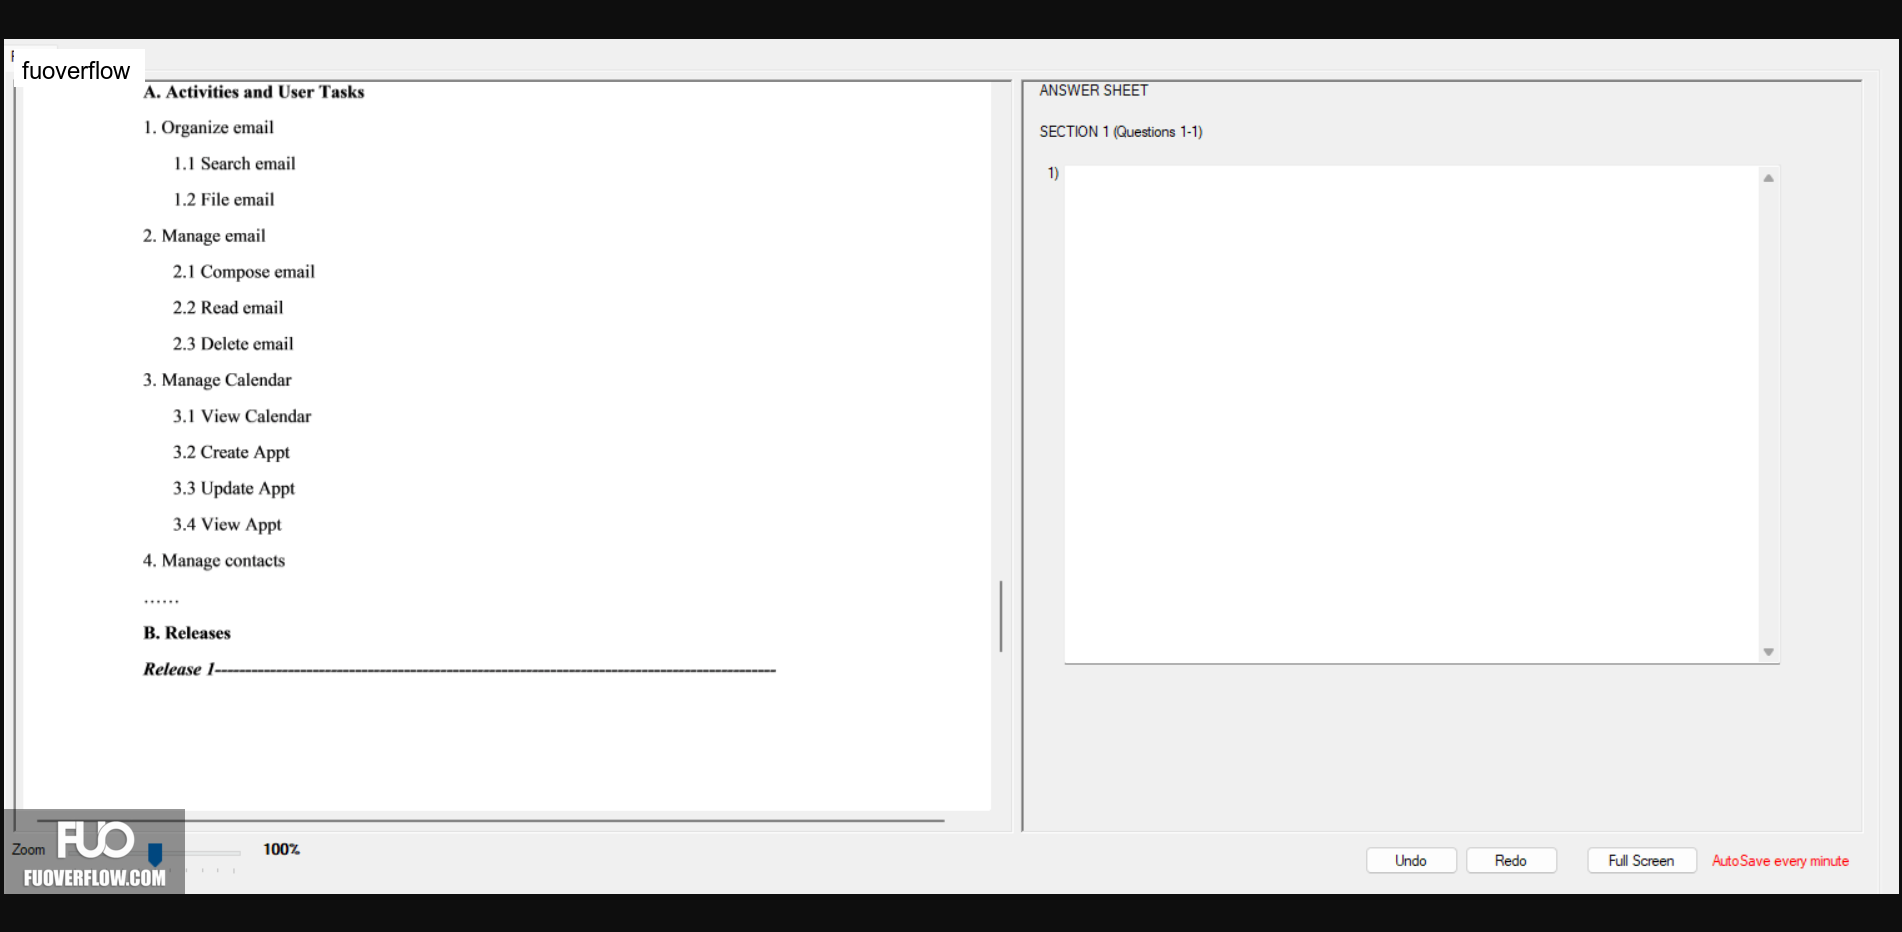 fuoverflow
A. Activities and User Tasks
1. Organize email
1.1 Search email
1.2 File email
2. Manage email
2.1 Compose email
2.2 Read email
2.3 Delete email
3. Manage Calendar
3.1 View Calendar
3.2 Create Appt
3.3 Update Appt
3.4 View Appt
4. Manage contacts
......
B. Releases
Release 1--------------------------------------------------------------------------------------------
ANSWER SHEET
SECTION 1 (Questions 1-1)
1)
Zoom
FUO
FUOVERFLOW.COM
100%
Undo
Redo
Full Screen
AutoSave every minute